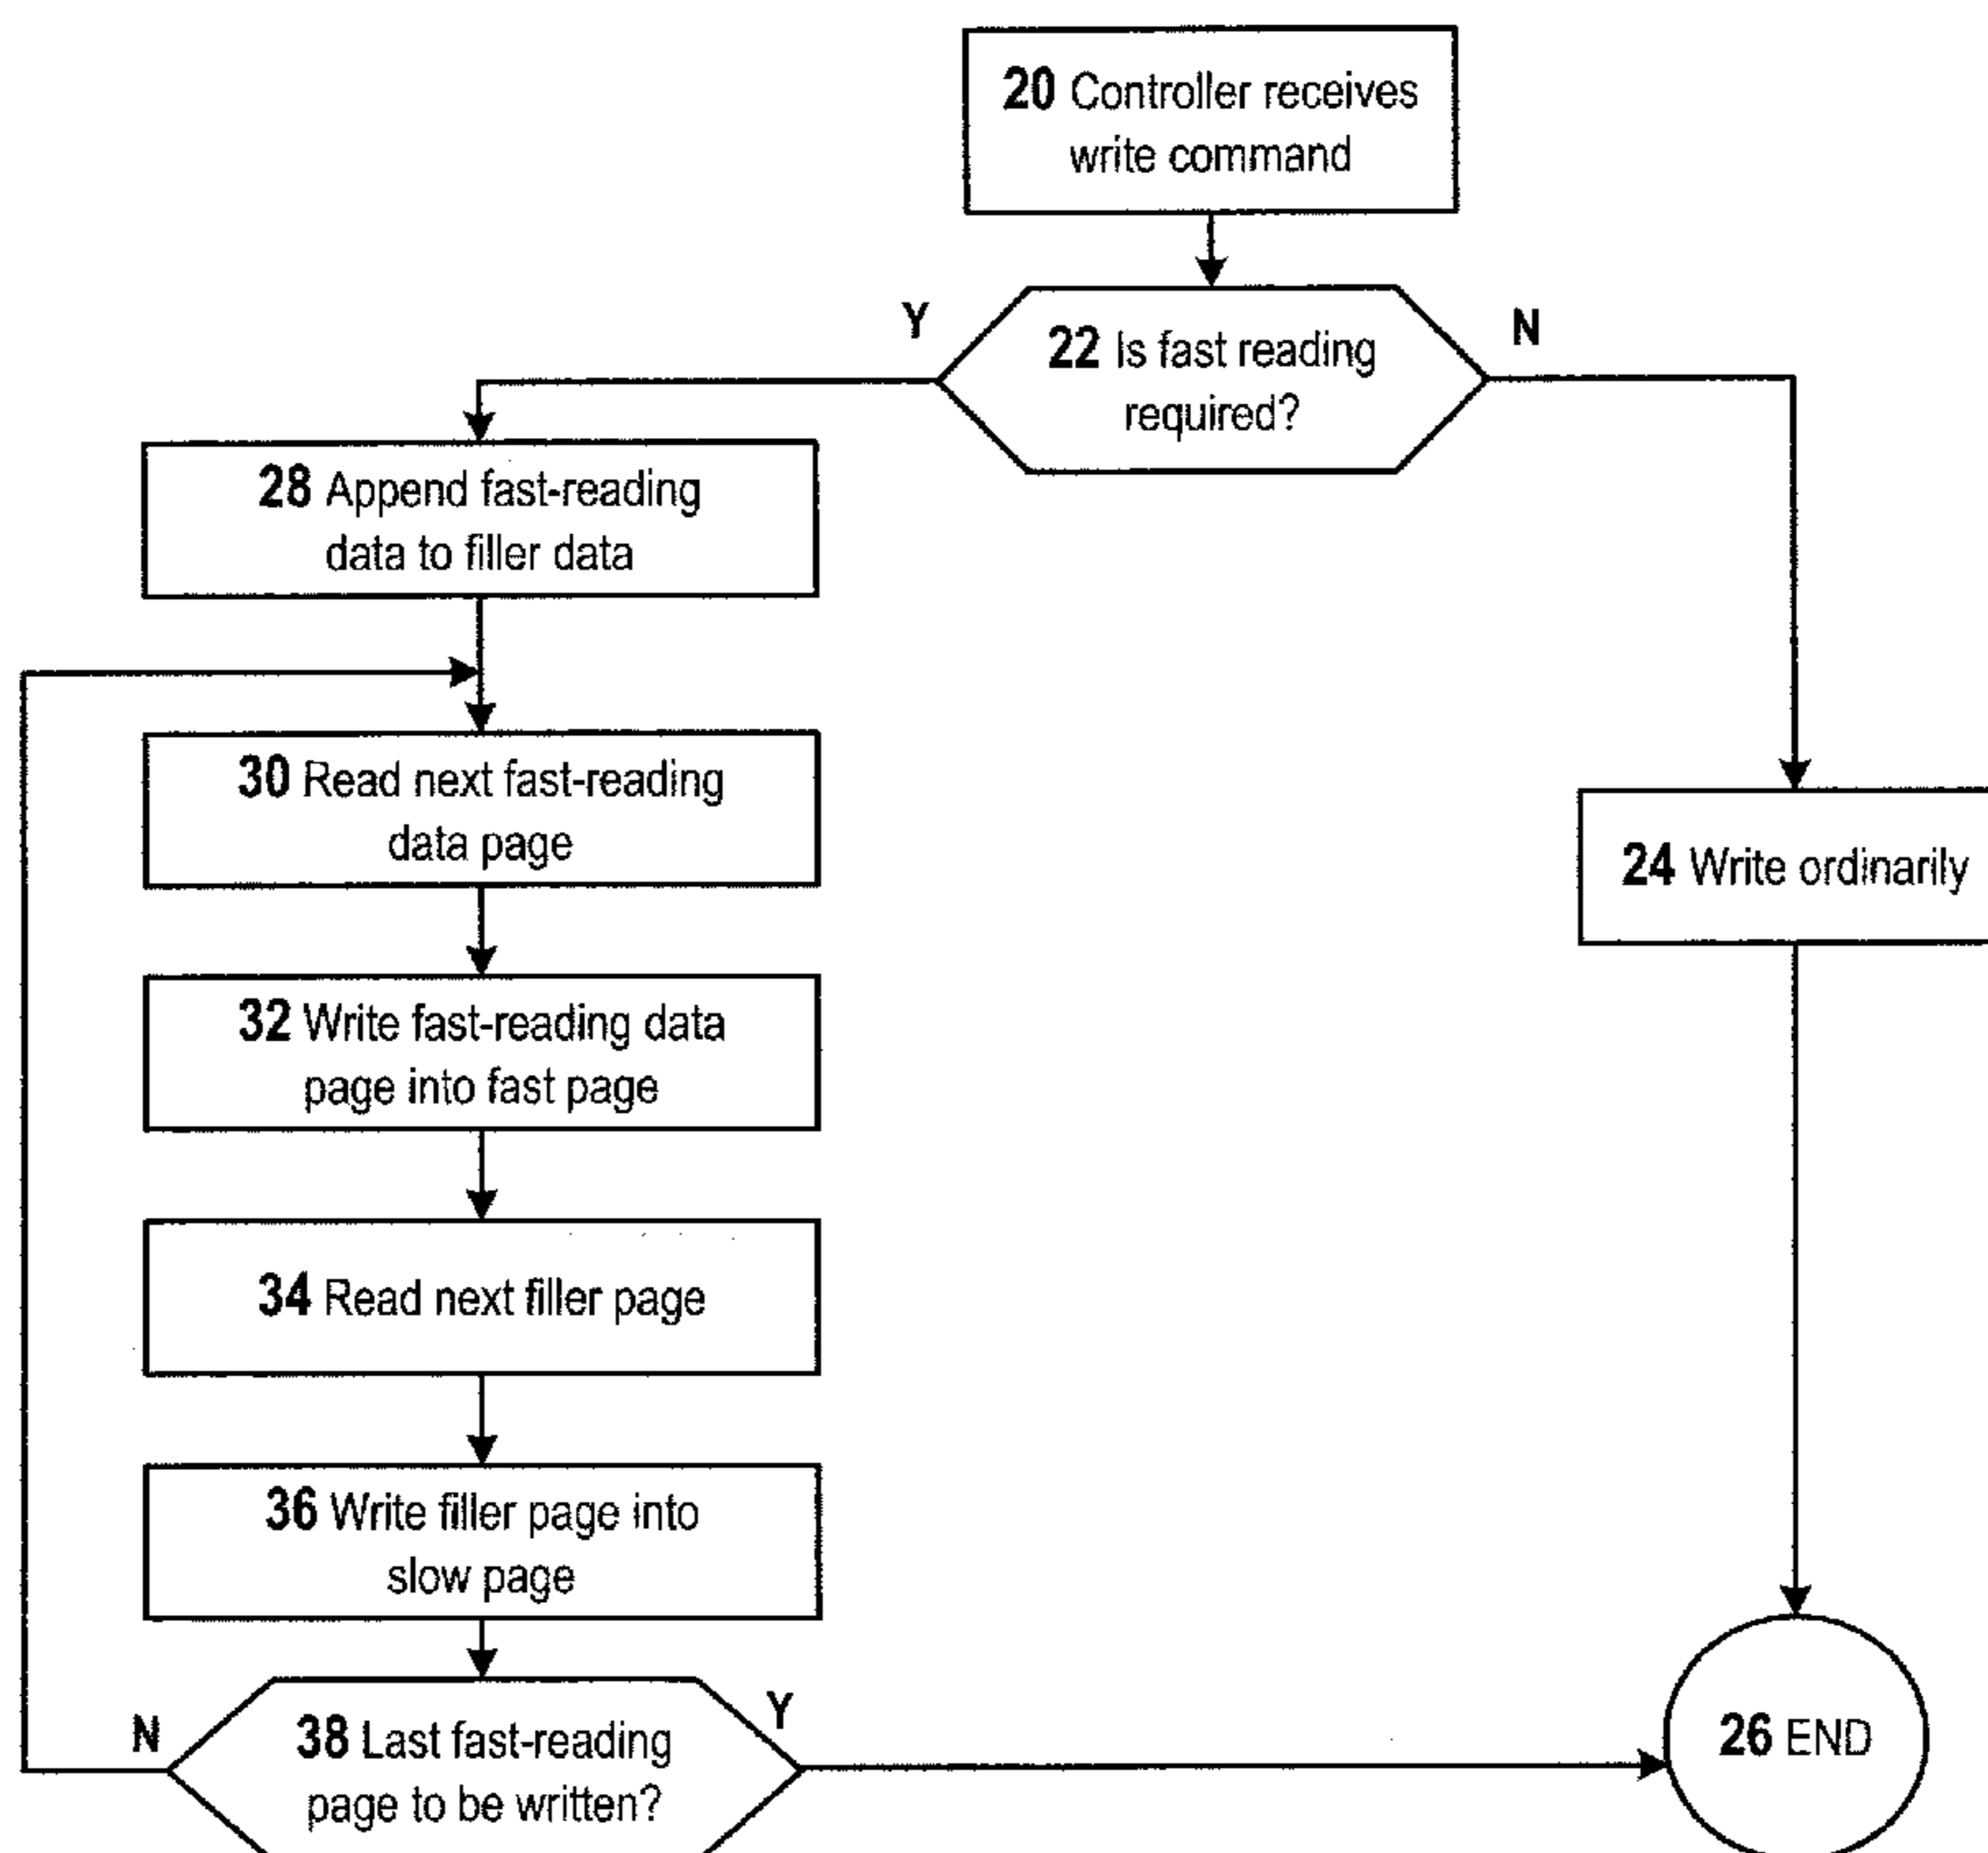 20 Controller receives
write command
Y
N
22 Is fast reading
required?
28 Append fast-reading
data to filler data
30 Read next fast-reading
data page
24 Write ordinarily
32 Write fast-reading data
page into fast page
34 Read next filler page
36 Write filler page into
slow page
N
Y
38 Last fast-reading
page to be written?
26 END